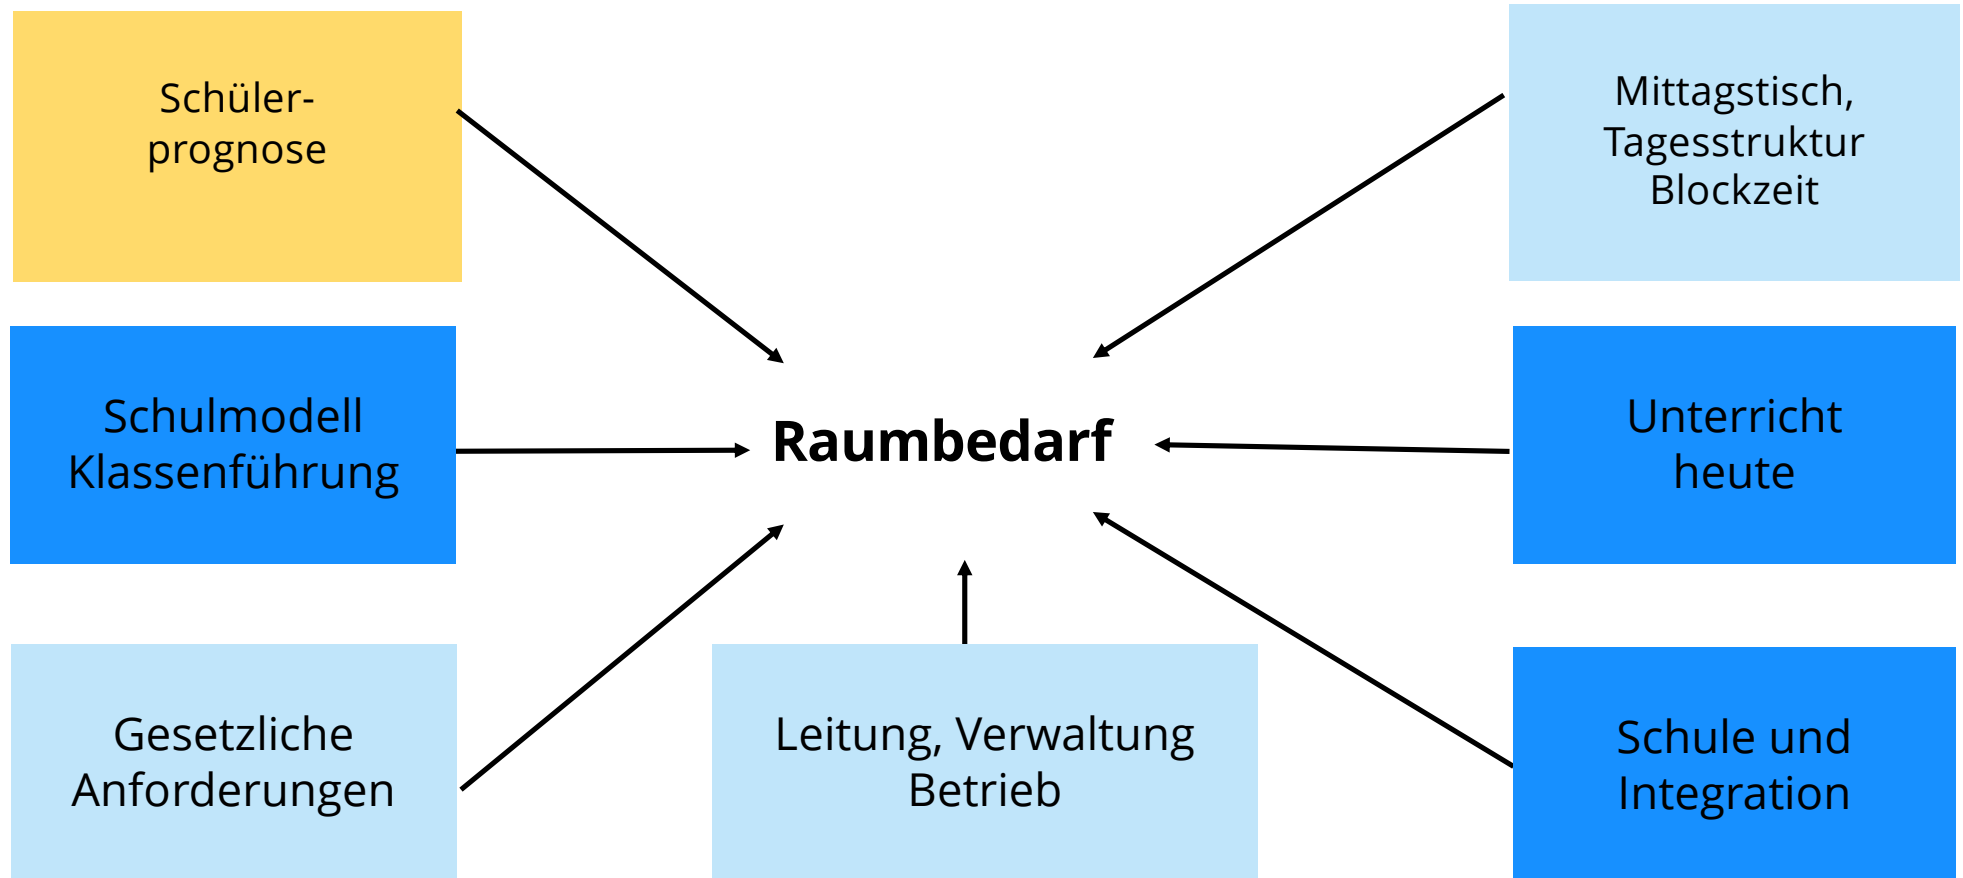 Schüler-
prognose
Mittagstisch,
Tagesstruktur
Blockzeit
Schulmodell
Klassenführung
Raumbedarf
Unterricht
heute
Gesetzliche
Anforderungen
Leitung, Verwaltung
Betrieb
Schule und
Integration